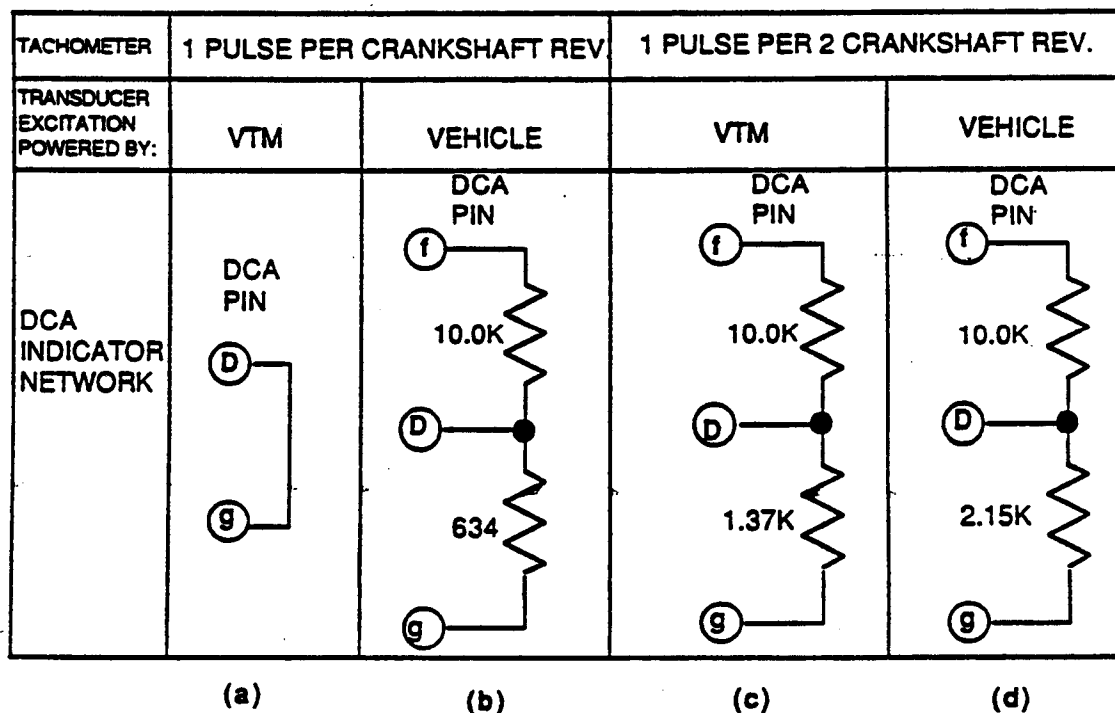 TACHOMETER
1 PULSE PER CRANKSHAFT REV.
1 PULSE PER 2 CRANKSHAFT REV.
TRANSDUCER
EXCITATION
POWERED BY:
VTM
VEHICLE
VTM
VEHICLE
DCA
INDICATOR
NETWORK
DCA
PIN
D
g
DCA
PIN
f
10.0K
D
634
g
DCA
PIN
f
10.0K
D
1.37K
g
DCA
PIN
f
10.0K
D
2.15K
g
(a)
(b)
(c)
(d)